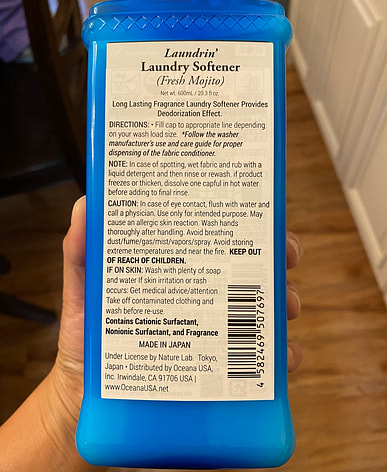 Laundrin'
Laundry Softener
(Fresh Mojito)
Net wt. 600mL / 20.3 fl oz.
Long Lasting Fragrance Laundry Softener Provides
Deodorization Effect.
DIRECTIONS: • Fill cap to appropriate line depending
on your wash load size. *Follow the washer
manufacturer's use and care guide for proper
dispensing of the fabric conditioner.
NOTE: In case of spotting, wet fabric and rub with a
liquid detergent and then rinse or rewash. if product
freezes or thicken, dissolve one capful in hot water
before adding to final rinse.
CAUTION: In case of eye contact, flush with water and
call a physician. Use only for intended purpose. May
cause an allergic skin reaction. Wash hands
thoroughly after handling. Avoid breathing
dust/fume/gas/mist/vapors/spray. Avoid storing
extreme temperatures and near the fire. KEEP OUT
OF REACH OF CHILDREN.
IF ON SKIN: Wash with plenty of soap
and water If skin irritation or rash
occurs: Get medical advice/attention
Take off contaminated clothing and
wash before re-use.
Contains Cationic Surfactant,
Nonionic Surfactant, and Fragrance
MADE IN JAPAN
Under License by Nature Lab. Tokyo,
Japan • Distributed by Oceana USA,
Inc. Irwindale, CA 91706 USA |
www.OceanaUSA.net
4 582469 507697